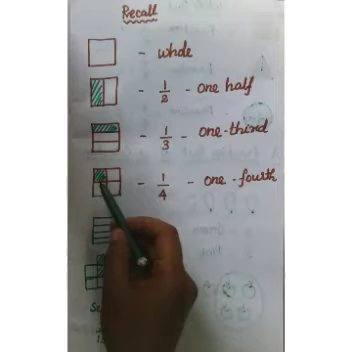 Recall
- whole
- 1/2 - one half
- 1/3 - one-third
- 1/4 - one-fourth